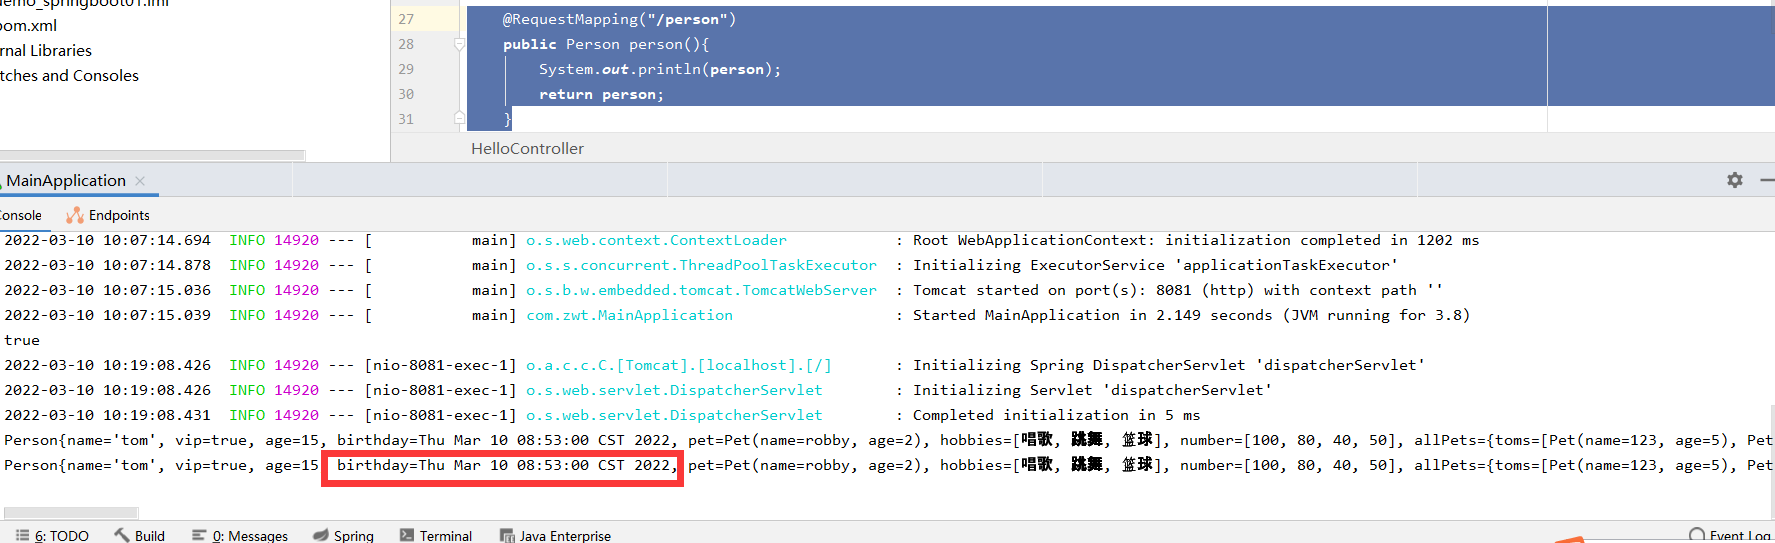 demo_springboot01.iml
pom.xml
rnal Libraries
tches and Consoles
27 @RequestMapping("/person")
28 public Person person(){
29 System.out.println(person);
30 return person;
31 }
HelloController
MainApplication
Console Endpoints
2022-03-10 10:07:14.694 INFO 14920 --- [ main] o.s.web.context.ContextLoader : Root WebApplicationContext: initialization completed in 1202 ms
2022-03-10 10:07:14.878 INFO 14920 --- [ main] o.s.s.concurrent.ThreadPoolTaskExecutor : Initializing ExecutorService 'applicationTaskExecutor'
2022-03-10 10:07:15.036 INFO 14920 --- [ main] o.s.b.w.embedded.tomcat.TomcatWebServer : Tomcat started on port(s): 8081 (http) with context path ''
2022-03-10 10:07:15.039 INFO 14920 --- [ main] com.zwt.MainApplication : Started MainApplication in 2.149 seconds (JVM running for 3.8)
true
2022-03-10 10:19:08.426 INFO 14920 --- [nio-8081-exec-1] o.a.c.c.C.[Tomcat].[localhost].[/] : Initializing Spring DispatcherServlet 'dispatcherServlet'
2022-03-10 10:19:08.426 INFO 14920 --- [nio-8081-exec-1] o.s.web.servlet.DispatcherServlet : Initializing Servlet 'dispatcherServlet'
2022-03-10 10:19:08.431 INFO 14920 --- [nio-8081-exec-1] o.s.web.servlet.DispatcherServlet : Completed initialization in 5 ms
Person{name='tom', vip=true, age=15, birthday=Thu Mar 10 08:53:00 CST 2022, pet=Pet(name=robby, age=2), hobbies=[唱歌, 跳舞, 篮球], number=[100, 80, 40, 50], allPets={toms=[Pet(name=123, age=5), Pet
Person{name='tom', vip=true, age=15, birthday=Thu Mar 10 08:53:00 CST 2022, pet=Pet(name=robby, age=2), hobbies=[唱歌, 跳舞, 篮球], number=[100, 80, 40, 50], allPets={toms=[Pet(name=123, age=5), Pet
6: TODO Build 0: Messages Spring Terminal Java Enterprise Event Log